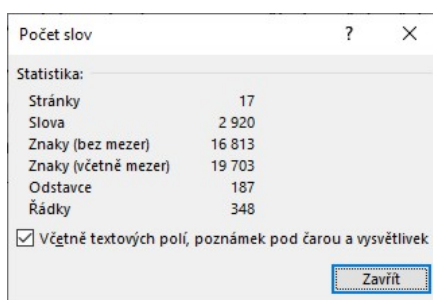 Počet slov ? ×
Statistika:
Stránky 17
Slova 2 920
Znaky (bez mezer) 16 813
Znaky (včetně mezer) 19 703
Odstavce 187
Řádky 348
Včetně textových polí, poznámek pod čarou a vysvětlivek
Zavřít